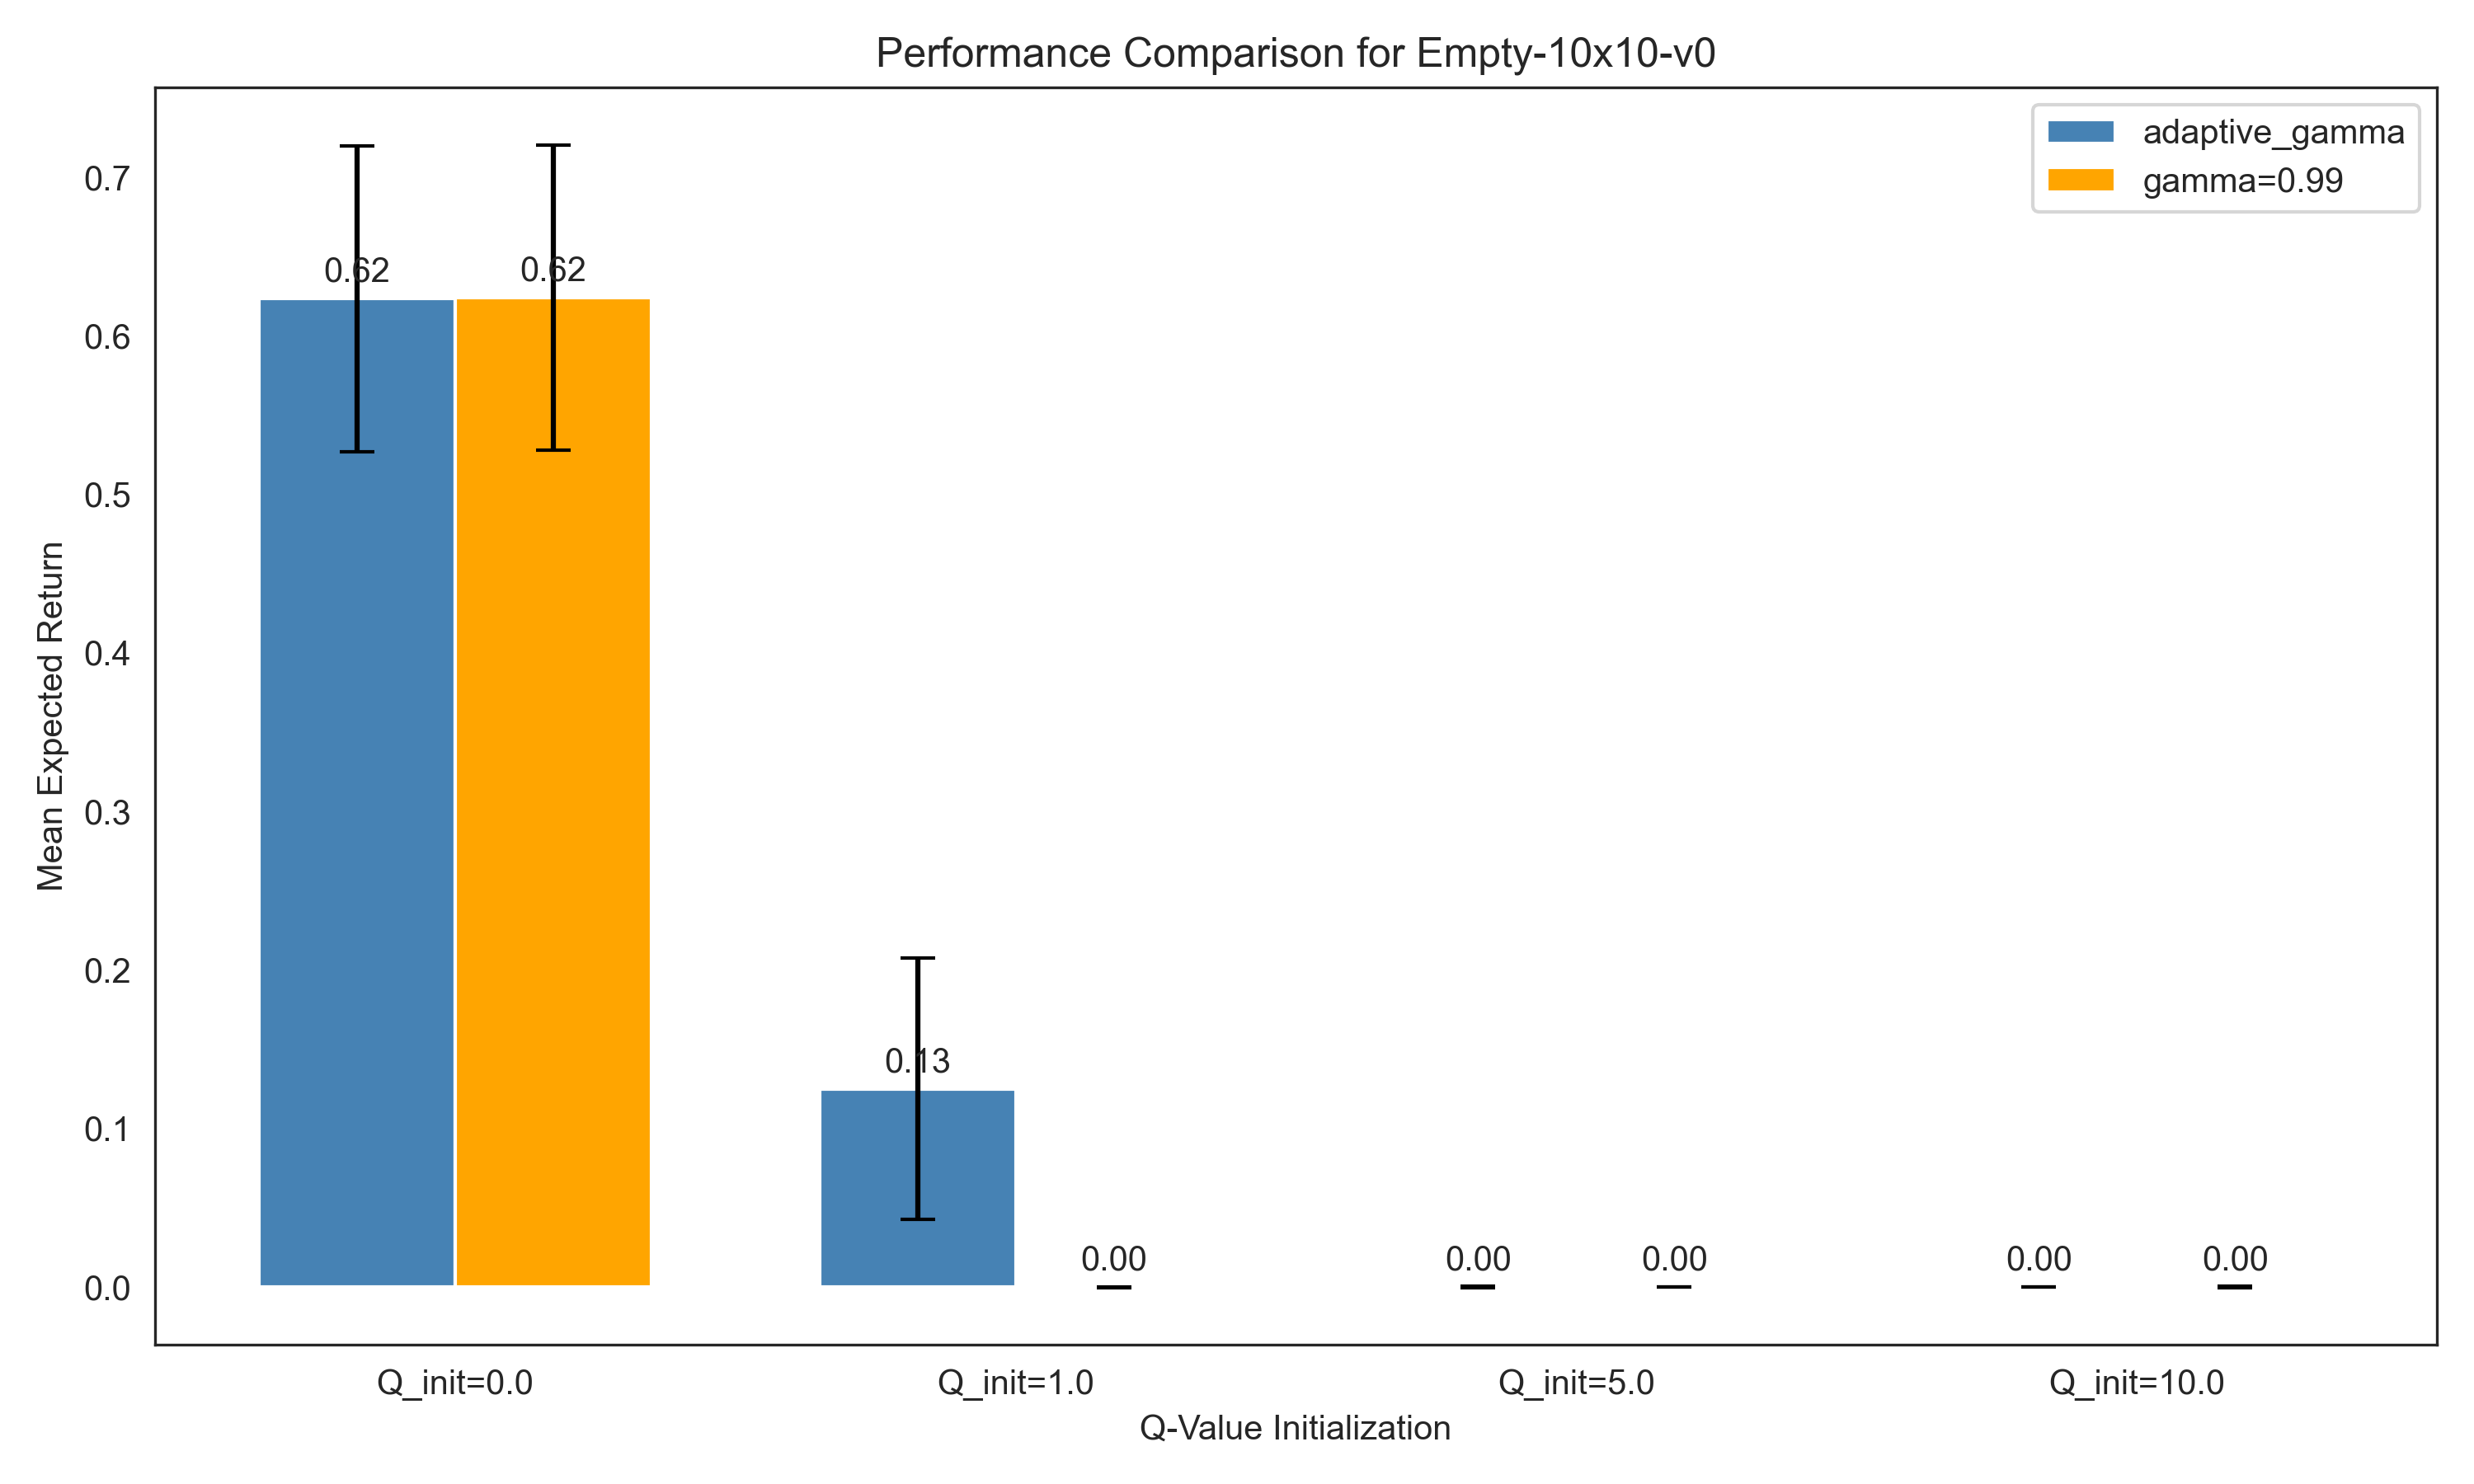 Performance Comparison for Empty-10x10-v0
adaptive_gamma
gamma=0.99
Mean Expected Return
0.7
0.6
0.5
0.4
0.3
0.2
0.1
0.0
0.62
0.62
0.13
0.00
0.00
0.00
0.00
0.00
Q_init=0.0
Q_init=1.0
Q_init=5.0
Q_init=10.0
Q-Value Initialization